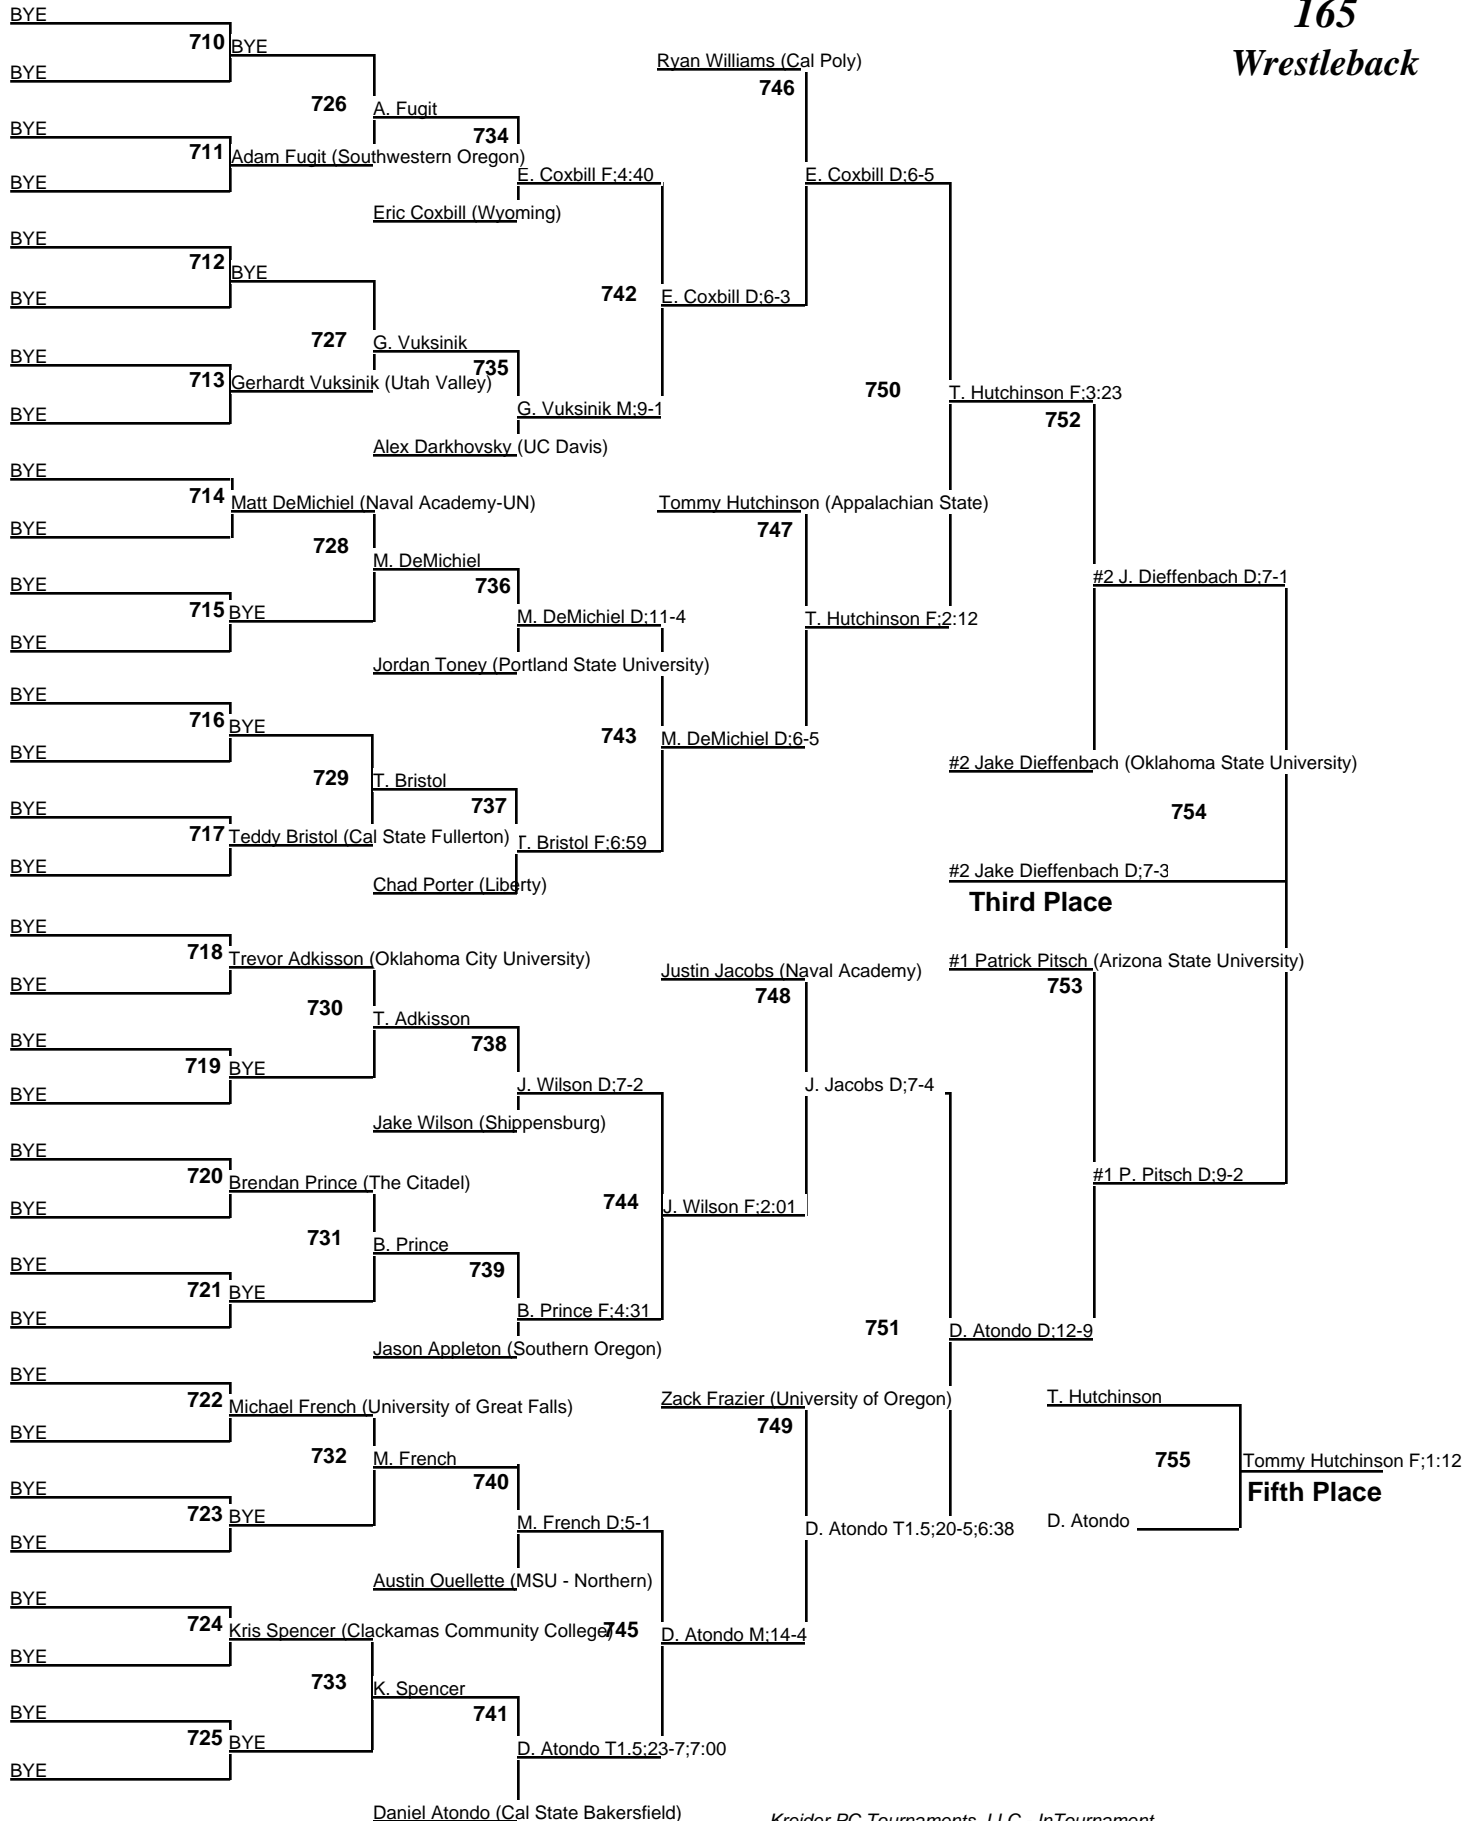 165
Wrestleback
BYE
710 BYE
BYE
726 A. Fugit
734
BYE
711 Adam Fugit (Southwestern Oregon)
BYE
E. Coxbill F;4:40
Eric Coxbill (Wyoming)
BYE
712 BYE
BYE
727 G. Vuksinik
735
BYE
713 Gerhardt Vuksinik (Utah Valley)
BYE
G. Vuksinik M;9-1
Alex Darkhovsky (UC Davis)
742 E. Coxbill D;6-3
Ryan Williams (Cal Poly)
746
E. Coxbill D;6-5
BYE
714 Matt DeMichiel (Naval Academy-UN)
BYE
728 M. DeMichiel
736
BYE
715 BYE
BYE
M. DeMichiel D;11-4
Jordan Toney (Portland State University)
BYE
716 BYE
BYE
729 T. Bristol
737
BYE
717 Teddy Bristol (Cal State Fullerton)
BYE
T. Bristol F;6:59
Chad Porter (Liberty)
743 M. DeMichiel D;6-5
Tommy Hutchinson (Appalachian State)
747
T. Hutchinson F;2:12
750 T. Hutchinson F;3:23
752
#2 J. Dieffenbach D;7-1
#2 Jake Dieffenbach (Oklahoma State University)
754
#2 Jake Dieffenbach D;7-3
Third Place
BYE
718 Trevor Adkisson (Oklahoma City University)
BYE
730 T. Adkisson
738
BYE
719 BYE
BYE
J. Wilson D;7-2
Jake Wilson (Shippensburg)
BYE
720 Brendan Prince (The Citadel)
BYE
731 B. Prince
739
BYE
721 BYE
BYE
B. Prince F;4:31
Jason Appleton (Southern Oregon)
744 J. Wilson F;2:01
Justin Jacobs (Naval Academy)
748
J. Jacobs D;7-4
#1 Patrick Pitsch (Arizona State University)
753
#1 P. Pitsch D;9-2
751 D. Atondo D;12-9
BYE
722 Michael French (University of Great Falls)
BYE
732 M. French
740
BYE
723 BYE
BYE
M. French D;5-1
Austin Ouellette (MSU - Northern)
BYE
724 Kris Spencer (Clackamas Community College)
BYE
733 K. Spencer
741
BYE
725 BYE
BYE
D. Atondo T1.5;23-7;7:00
Daniel Atondo (Cal State Bakersfield)
745 D. Atondo M;14-4
Zack Frazier (University of Oregon)
749
D. Atondo T1.5;20-5;6:38
T. Hutchinson
755 Tommy Hutchinson F;1:12
Fifth Place
D. Atondo